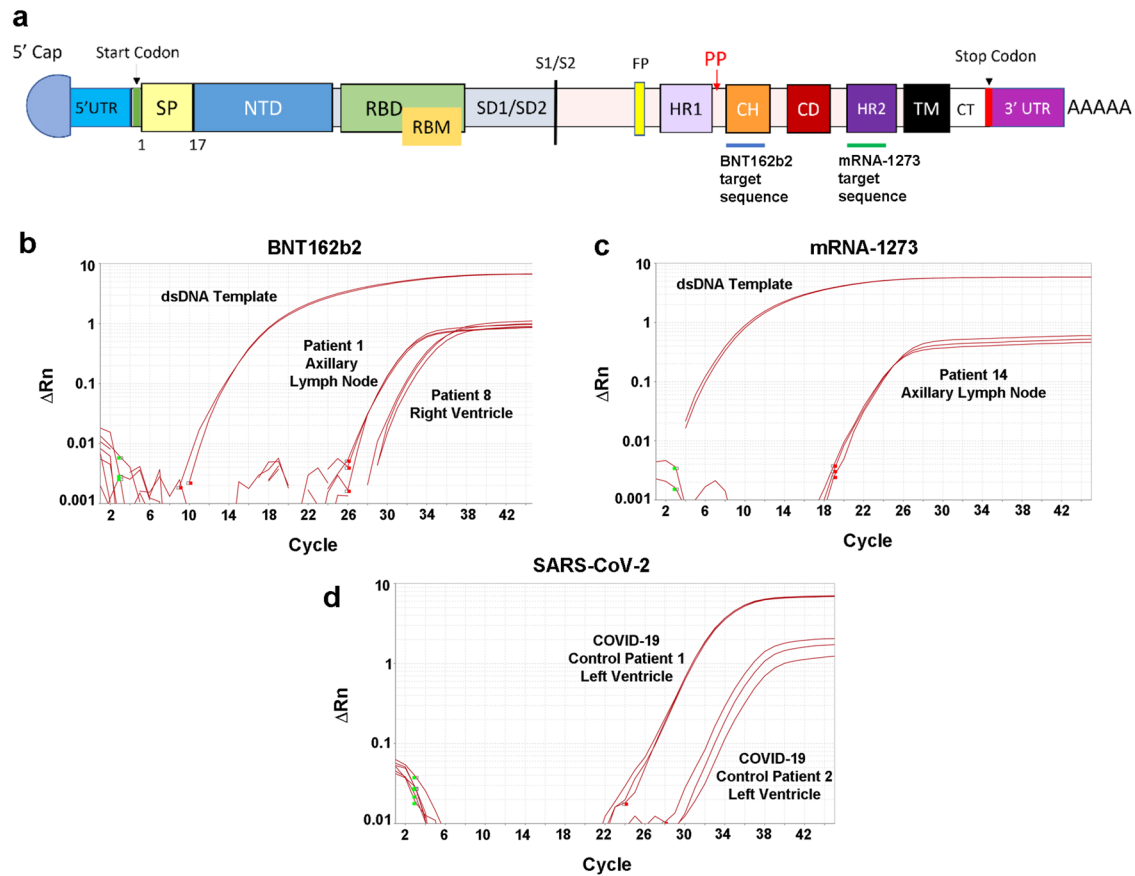 a
5' Cap
Start Codon
S1/S2
FP
PP
Stop Codon
5'UTR
SP
NTD
RBD
RBM
SD1/SD2
HR1
CH
CD
HR2
TM
CT
3' UTR
AAAAA
1
17
BNT162b2
target
sequence
mRNA-1273
target
sequence
b
BNT162b2
10
1
0.1
0.01
0.001
ΔRn
dsDNA Template
Patient 1
Axillary
Lymph Node
Patient 8
Right Ventricle
2 6 10 14 18 22 26 30 34 38 42
Cycle
c
mRNA-1273
10
1
0.1
0.01
0.001
ΔRn
dsDNA Template
Patient 14
Axillary Lymph Node
2 6 10 14 18 22 26 30 34 38 42
Cycle
d
SARS-CoV-2
10
1
0.1
0.01
ΔRn
COVID-19
Control Patient 1
Left Ventricle
COVID-19
Control Patient 2
Left Ventricle
2 6 10 14 18 22 26 30 34 38 42
Cycle